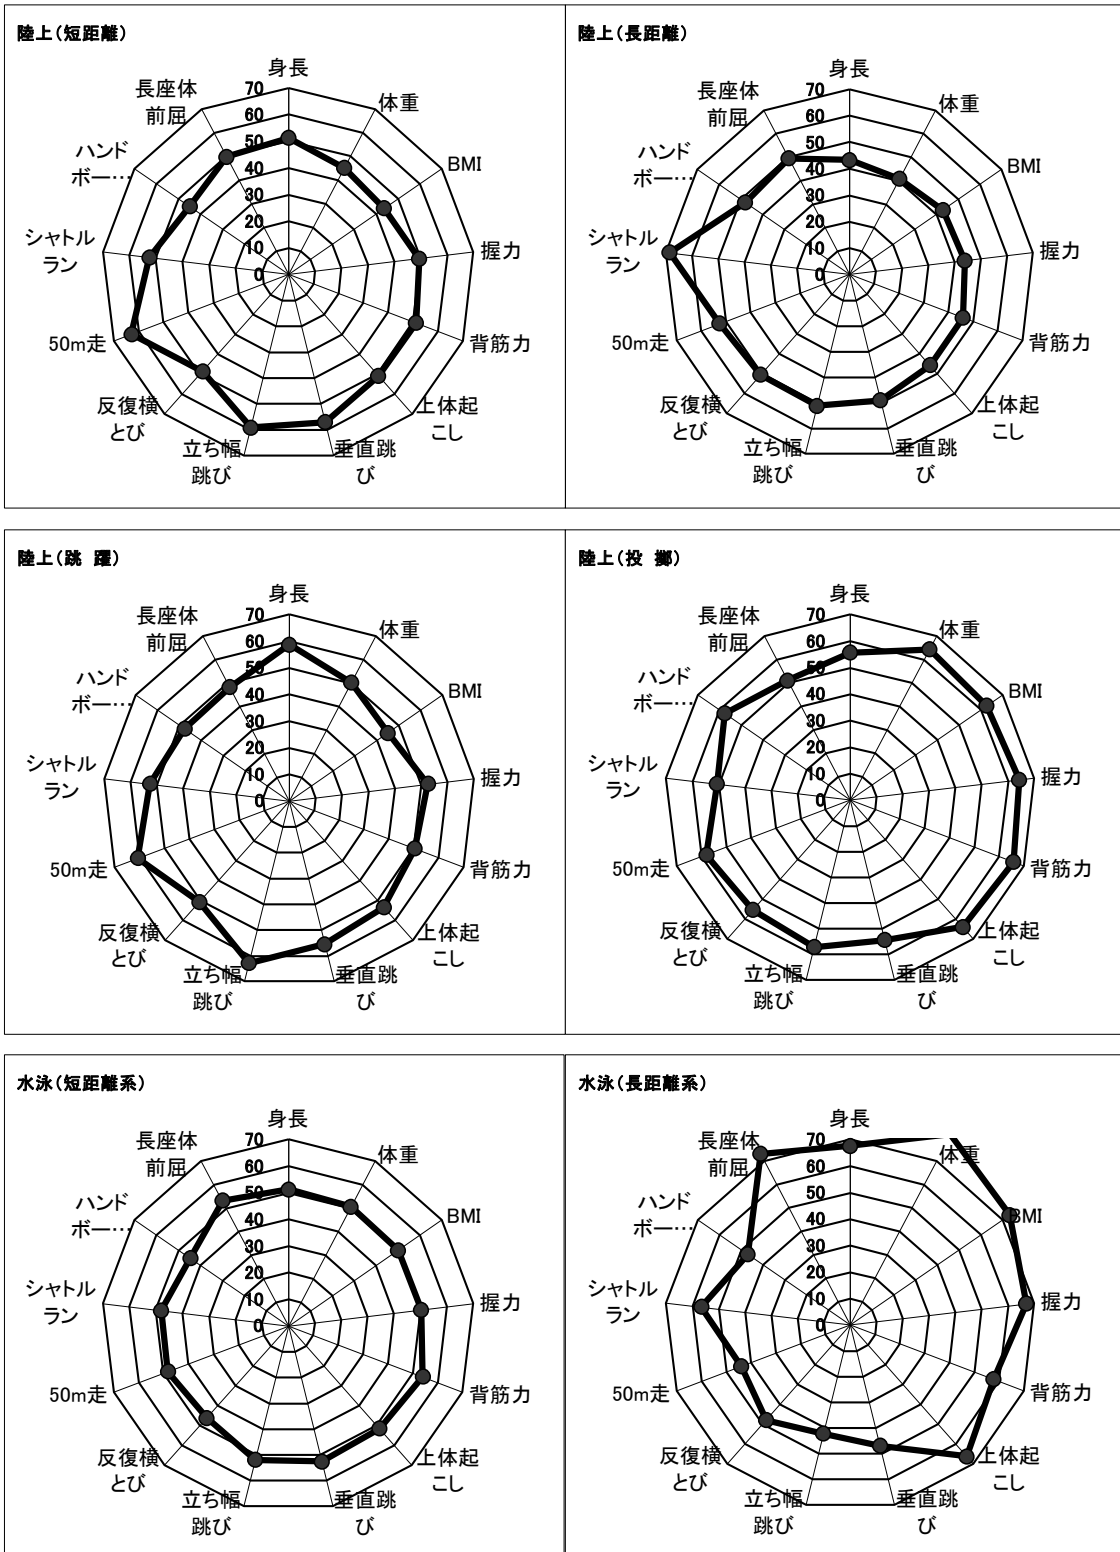 陸上(短距離)
身長
体重
BMI
握力
背筋力
上体起
こし
垂直跳
び
立ち幅
跳び
反復横
とび
50m走
シャトル
ラン
ハンド
ボー…
長座体
前屈
70
60
50
40
30
20
10
0
陸上(長距離)
身長
体重
BMI
握力
背筋力
上体起
こし
垂直跳
び
立ち幅
跳び
反復横
とび
50m走
シャトル
ラン
ハンド
ボー…
長座体
前屈
70
60
50
40
30
20
10
0
陸上(跳 躍)
身長
体重
BMI
握力
背筋力
上体起
こし
垂直跳
び
立ち幅
跳び
反復横
とび
50m走
シャトル
ラン
ハンド
ボー…
長座体
前屈
70
60
50
40
30
20
10
0
陸上(投 擲)
身長
体重
BMI
握力
背筋力
上体起
こし
垂直跳
び
立ち幅
跳び
反復横
とび
50m走
シャトル
ラン
ハンド
ボー…
長座体
前屈
70
60
50
40
30
20
10
0
水泳(短距離系)
身長
体重
BMI
握力
背筋力
上体起
こし
垂直跳
び
立ち幅
跳び
反復横
とび
50m走
シャトル
ラン
ハンド
ボー…
長座体
前屈
70
60
50
40
30
20
10
0
水泳(長距離系)
身長
体重
BMI
握力
背筋力
上体起
こし
垂直跳
び
立ち幅
跳び
反復横
とび
50m走
シャトル
ラン
ハンド
ボー…
長座体
前屈
70
60
50
40
30
20
10
0